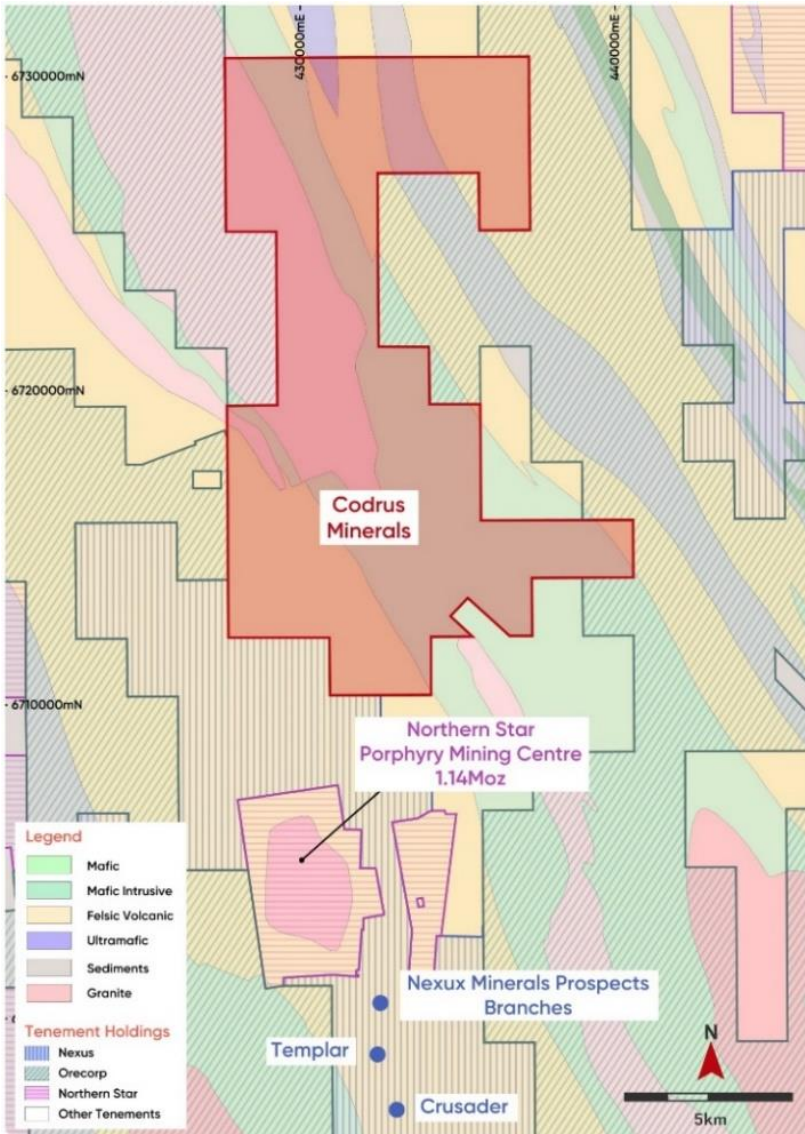 6730000mN
430000mE
440000mE
6720000mN
Codrus
Minerals
6710000mN
Northern Star
Porphyry Mining Centre
1.14Moz
Legend
Mafic
Mafic Intrusive
Felsic Volcanic
Ultramafic
Sediments
Granite
Tenement Holdings
Nexus
Orecorp
Northern Star
Other Tenements
Nexux Minerals Prospects
Branches
Templar
Crusader
N
5km